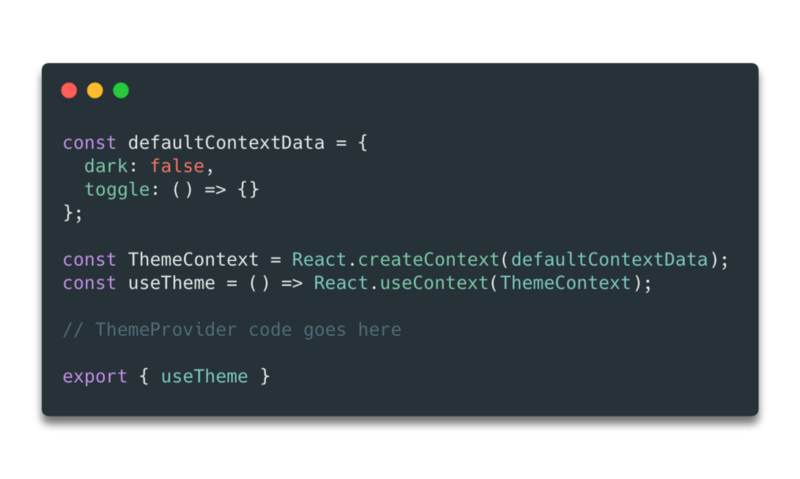 const defaultContextData = {
  dark: false,
  toggle: () => {}
};
const ThemeContext = React.createContext(defaultContextData);
const useTheme = () => React.useContext(ThemeContext);
// ThemeProvider code goes here
export { useTheme }